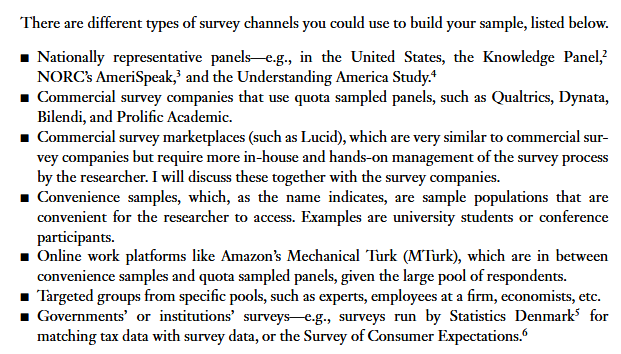 There are different types of survey channels you could use to build your sample, listed below.
■ Nationally representative panels—e.g., in the United States, the Knowledge Panel,²
NORC's AmeriSpeak,³ and the Understanding America Study.⁴
■ Commercial survey companies that use quota sampled panels, such as Qualtrics, Dynata,
Bilendi, and Prolific Academic.
■ Commercial survey marketplaces (such as Lucid), which are very similar to commercial sur-
vey companies but require more in-house and hands-on management of the survey process
by the researcher. I will discuss these together with the survey companies.
■ Convenience samples, which, as the name indicates, are sample populations that are
convenient for the researcher to access. Examples are university students or conference
participants.
■ Online work platforms like Amazon's Mechanical Turk (MTurk), which are in between
convenience samples and quota sampled panels, given the large pool of respondents.
■ Targeted groups from specific pools, such as experts, employees at a firm, economists, etc.
■ Governments' or institutions' surveys—e.g., surveys run by Statistics Denmark⁵ for
matching tax data with survey data, or the Survey of Consumer Expectations.⁶